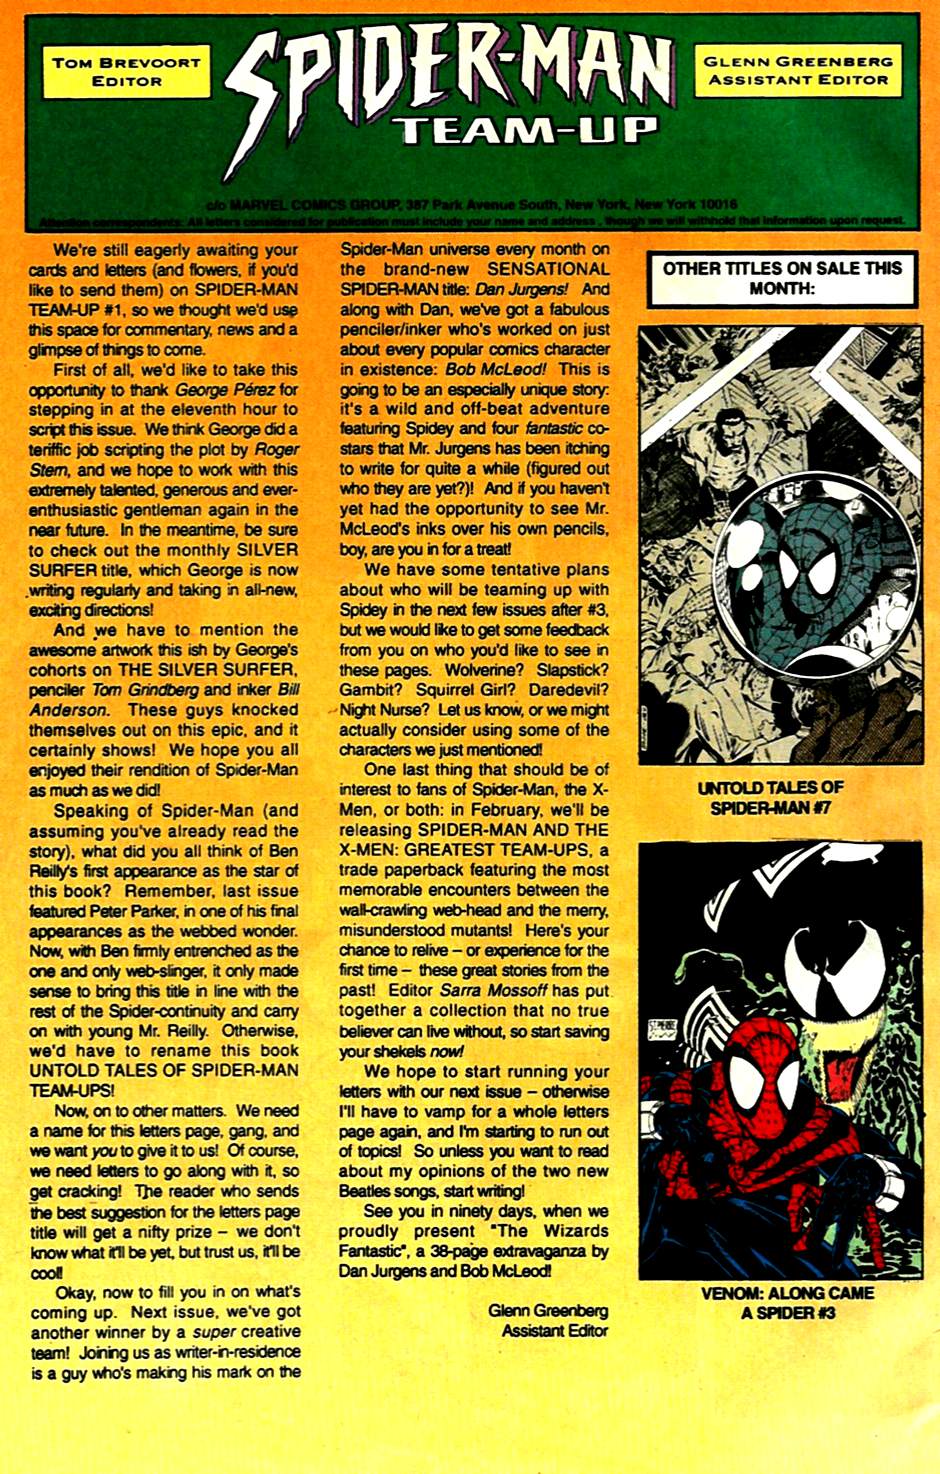 TOM BREVOORT
EDITOR
SPIDER-MAN
TEAM-UP
GLENN GREENBERG
ASSISTANT EDITOR
c/o MARVEL COMICS GROUP, 387 Park Avenue South, New York, New York 10016
Attention correspondents: All letters considered for publication must include your name and address, though we will withhold that information upon request.
We're still eagerly awaiting your
cards and letters (and flowers, if you'd
like to send them) on SPIDER-MAN
TEAM-UP #1, so we thought we'd use
this space for commentary, news and a
glimpse of things to come.
First of all, we'd like to take this
opportunity to thank George Pérez for
stepping in at the eleventh hour to
script this issue. We think George did a
teriffic job scripting the plot by Roger
Stern, and we hope to work with this
extremely talented, generous and ever-
enthusiastic gentleman again in the
near future. In the meantime, be sure
to check out the monthly SILVER
SURFER title, which George is now
writing regularly and taking in all-new,
exciting directions!
And we have to mention the
awesome artwork this ish by George's
cohorts on THE SILVER SURFER,
penciler Tom Grindberg and inker Bill
Anderson. These guys knocked
themselves out on this epic, and it
certainly shows! We hope you all
enjoyed their rendition of Spider-Man
as much as we did!
Speaking of Spider-Man (and
assuming you've already read the
story), what did you all think of Ben
Reilly's first appearance as the star of
this book? Remember, last issue
featured Peter Parker, in one of his final
appearances as the webbed wonder.
Now, with Ben firmly entrenched as the
one and only web-slinger, it only made
sense to bring this title in line with the
rest of the Spider-continuity and carry
on with young Mr. Reilly. Otherwise,
we'd have to rename this book
UNTOLD TALES OF SPIDER-MAN
TEAM-UPS!
Now, on to other matters. We need
a name for this letters page, gang, and
we want you to give it to us! Of course,
we need letters to go along with it, so
get cracking! The reader who sends
the best suggestion for the letters page
title will get a nifty prize – we don't
know what it'll be yet, but trust us, it'll be
cool!
Okay, now to fill you in on what's
coming up. Next issue, we've got
another winner by a super creative
team! Joining us as writer-in-residence
is a guy who's making his mark on the
Spider-Man universe every month on
the brand-new SENSATIONAL
SPIDER-MAN title: Dan Jurgens! And
along with Dan, we've got a fabulous
penciler/inker who's worked on just
about every popular comics character
in existence: Bob McLeod! This is
going to be an especially unique story:
it's a wild and off-beat adventure
featuring Spidey and four fantastic co-
stars that Mr. Jurgens has been itching
to write for quite a while (figured out
who they are yet?)! And if you haven't
yet had the opportunity to see Mr.
McLeod's inks over his own pencils,
boy, are you in for a treat!
We have some tentative plans
about who will be teaming up with
Spidey in the next few issues after #3,
but we would like to get some feedback
from you on who you'd like to see in
these pages. Wolverine? Slapstick?
Gambit? Squirrel Girl? Daredevil?
Night Nurse? Let us know, or we might
actually consider using some of the
characters we just mentioned!
One last thing that should be of
interest to fans of Spider-Man, the X-
Men, or both: in February, we'll be
releasing SPIDER-MAN AND THE
X-MEN: GREATEST TEAM-UPS, a
trade paperback featuring the most
memorable encounters between the
wall-crawling web-head and the merry,
misunderstood mutants! Here's your
chance to relive – or experience for the
first time – these great stories from the
past! Editor Sarra Mossoff has put
together a collection that no true
believer can live without, so start saving
your shekels now!
We hope to start running your
letters with our next issue – otherwise
I'll have to vamp for a whole letters
page again, and I'm starting to run out
of topics! So unless you want to read
about my opinions of the two new
Beatles songs, start writing!
See you in ninety days, when we
proudly present "The Wizards
Fantastic", a 38-page extravaganza by
Dan Jurgens and Bob McLeod!
Glenn Greenberg
Assistant Editor
OTHER TITLES ON SALE THIS
MONTH:
UNTOLD TALES OF
SPIDER-MAN #7
VENOM: ALONG CAME
A SPIDER #3